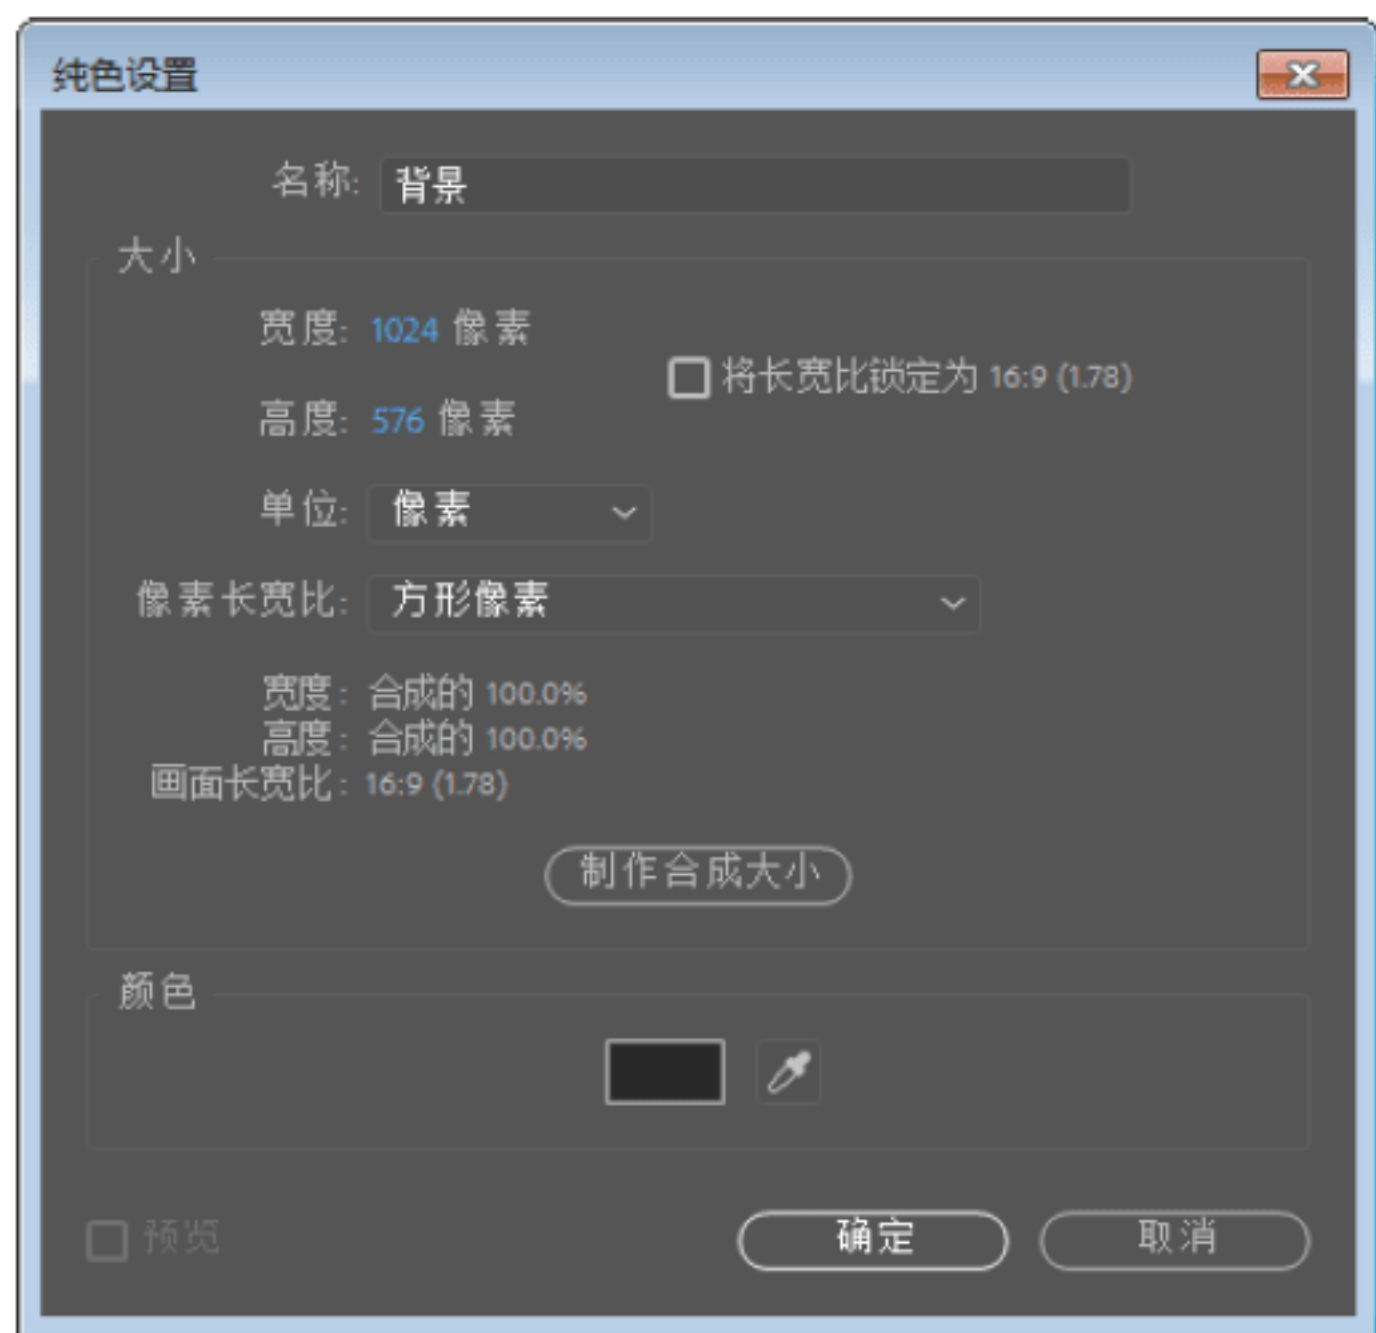 纯色设置
名称: 背景
大小
宽度: 1024 像素
将长宽比锁定为 16:9 (1.78)
高度: 576 像素
单位: 像素
像素长宽比: 方形像素
宽度: 合成的 100.0%
高度: 合成的 100.0%
画面长宽比: 16:9 (1.78)
制作合成大小
颜色
预览
确定
取消